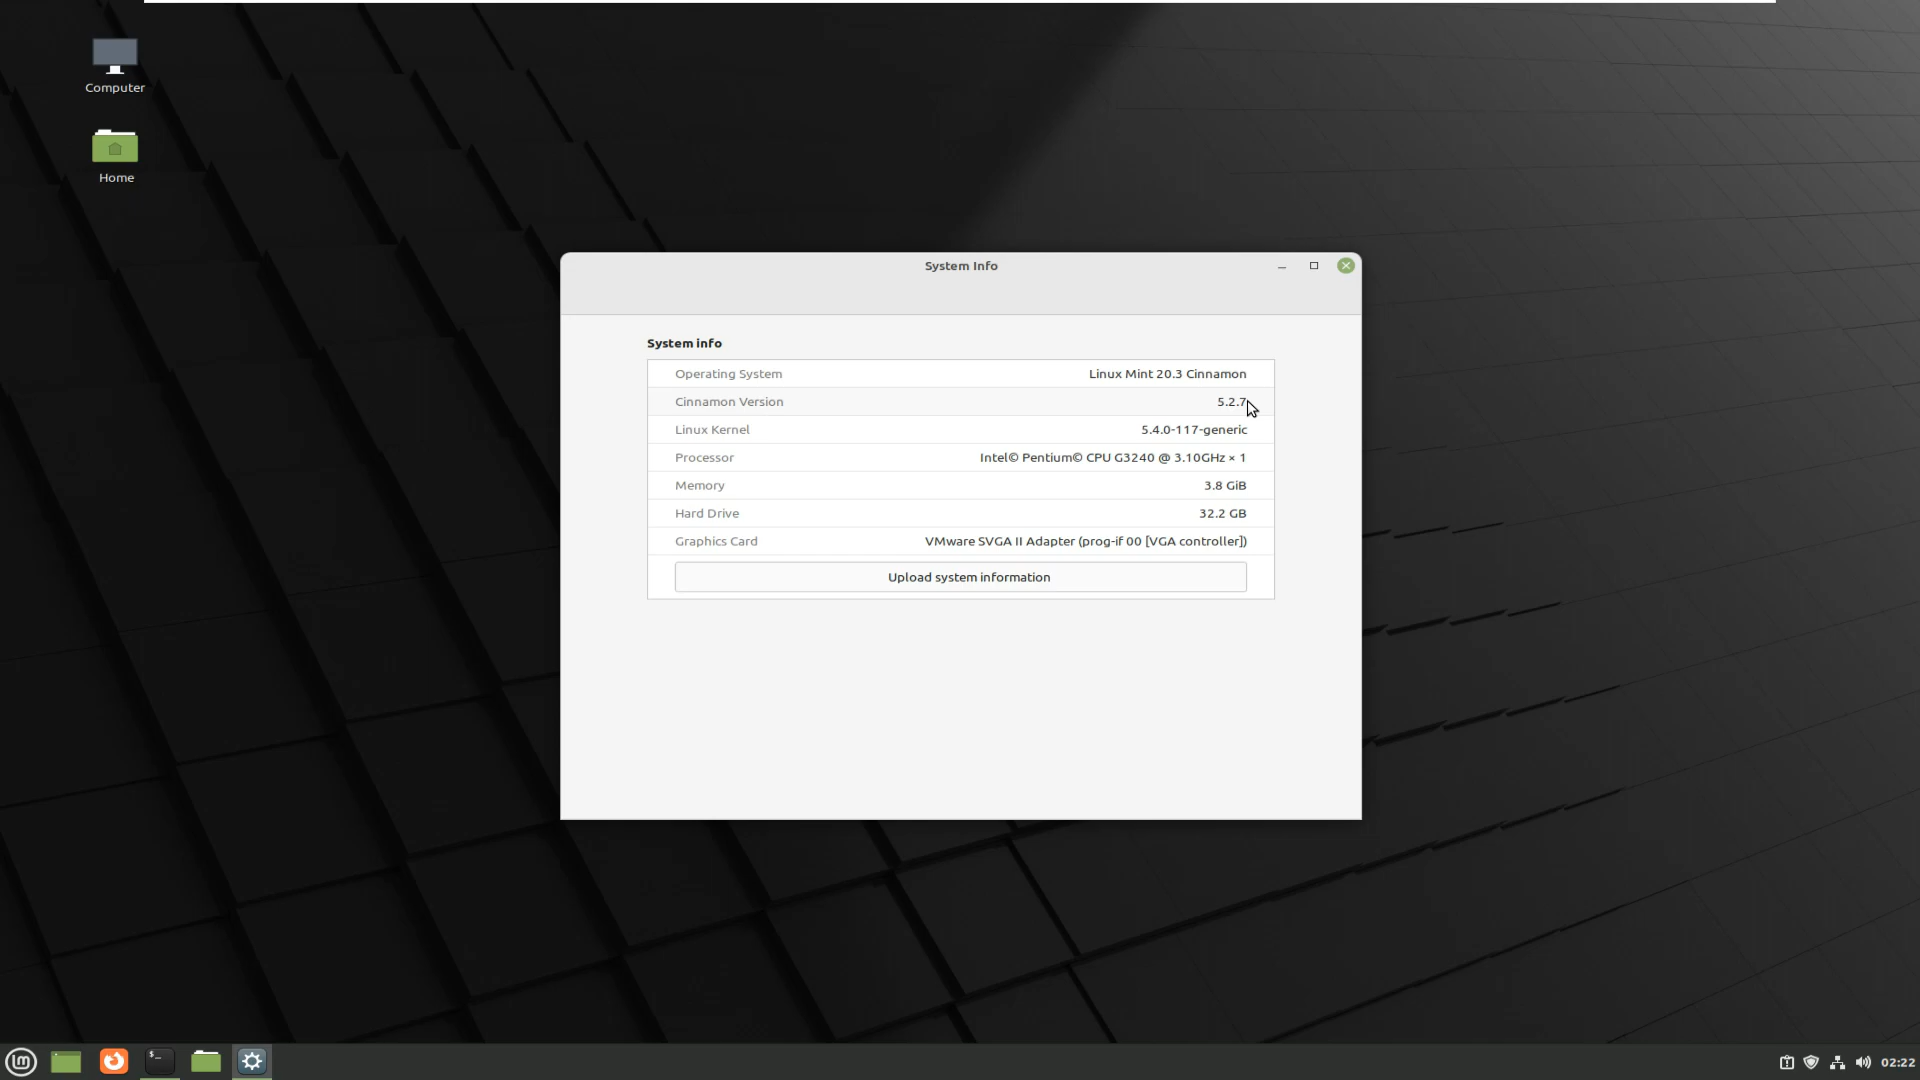 Computer
Home
System Info
System info
Operating System Linux Mint 20.3 Cinnamon
Cinnamon Version 5.2.7
Linux Kernel 5.4.0-117-generic
Processor Intel© Pentium© CPU G3240 @ 3.10GHz × 1
Memory 3.8 GiB
Hard Drive 32.2 GB
Graphics Card VMware SVGA II Adapter (prog-if 00 [VGA controller])
Upload system information
02:22